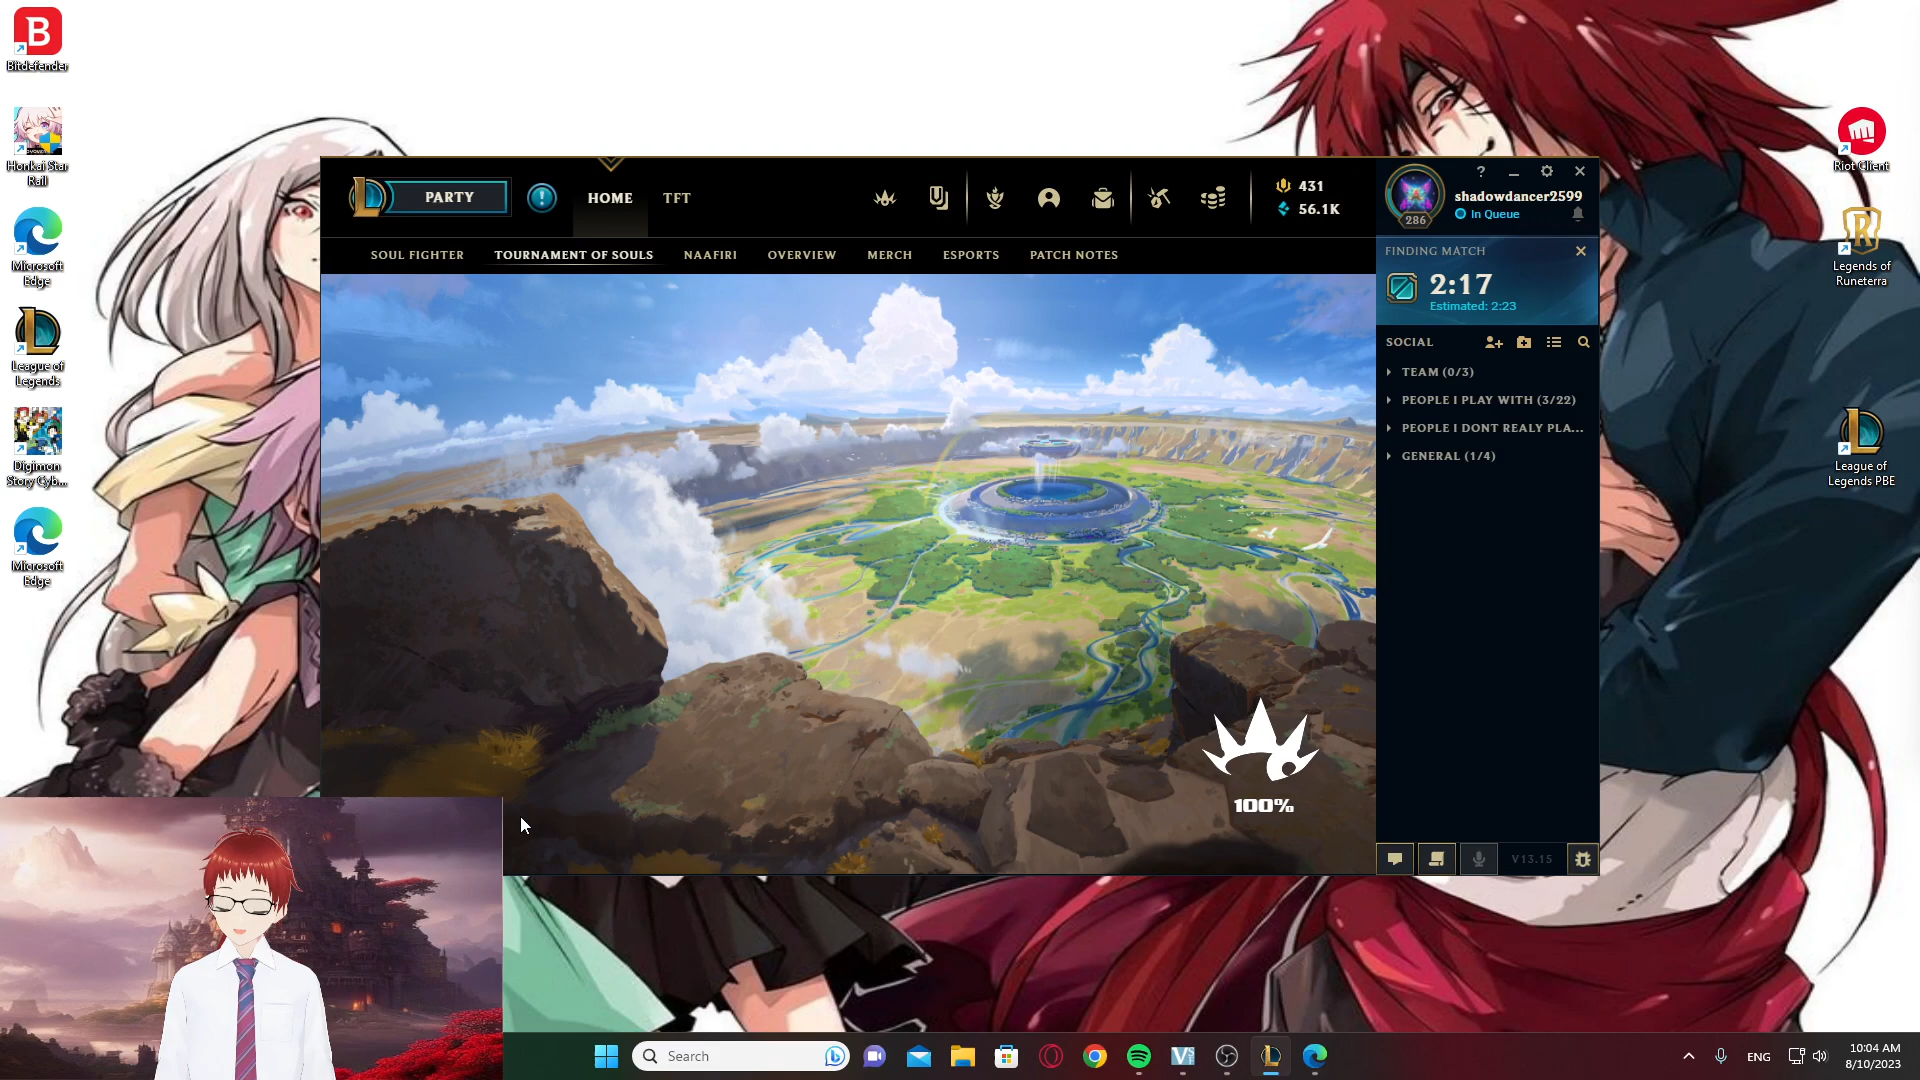 Bitdefender
Honkai Star
Rail
Microsoft
Edge
League of
Legends
Digimon
Story Cyb...
Microsoft
Edge
PARTY
HOME
TFT
431
56.1K
286
shadowdancer2599
In Queue
SOUL FIGHTER
TOURNAMENT OF SOULS
NAAFIRI
OVERVIEW
MERCH
ESPORTS
PATCH NOTES
FINDING MATCH
2:17
Estimated: 2:23
SOCIAL
TEAM (0/3)
PEOPLE I PLAY WITH (3/22)
PEOPLE I DONT REALY PLA...
GENERAL (1/4)
100%
V13.15
Riot Client
Legends of
Runeterra
League of
Legends PBE
Search
ENG
10:04 AM
8/10/2023